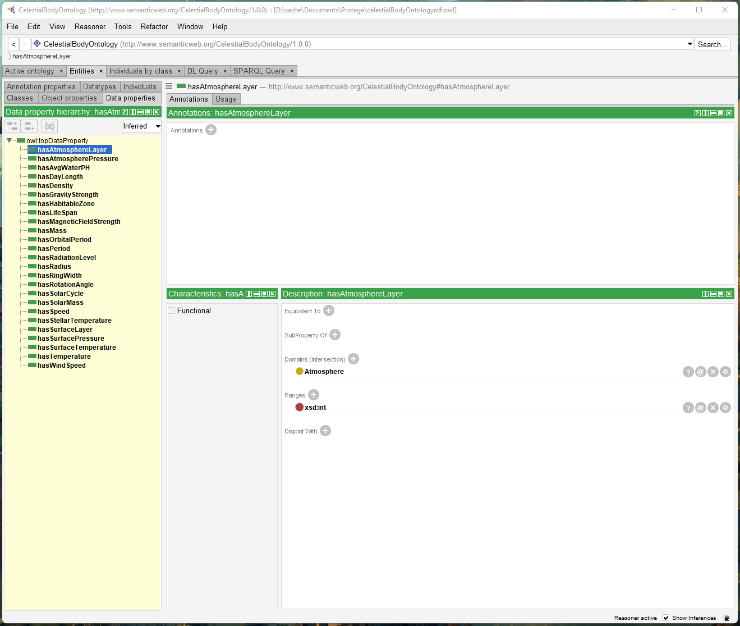 CelestialBodyOntology (http://www.semanticweb.org/CelestialBodyOntology/1.0.0) : [D:\sashe\Documents\Protege\celestialBodyOntologyrdf.owl]
File Edit View Reasoner Tools Refactor Window Help
< > CelestialBodyOntology (http://www.semanticweb.org/CelestialBodyOntology/1.0.0) Search...
hasAtmosphereLayer
Active ontology × Entities × Individuals by class × DL Query × SPARQL Query ×
Annotation properties Datatypes Individuals
Classes Object properties Data properties
Data property hierarchy: hasAtm
Inferred
owl:topDataProperty
hasAtmosphereLayer
hasAtmospherePressure
hasAvgWaterPH
hasDayLength
hasDensity
hasGravityStrength
hasHabitableZone
hasLifeSpan
hasMagneticFieldStrength
hasMass
hasOrbitalPeriod
hasPeriod
hasRadiationLevel
hasRadius
hasRingWidth
hasRotationAngle
hasSolarCycle
hasSolarMass
hasSpeed
hasStellarTemperature
hasSurfaceLayer
hasSurfacePressure
hasSurfaceTemperature
hasTemperature
hasWindSpeed
hasAtmosphereLayer — http://www.semanticweb.org/CelestialBodyOntology#hasAtmosphereLayer
Annotations Usage
Annotations: hasAtmosphereLayer
Annotations
Characteristics: hasA
Functional
Description: hasAtmosphereLayer
Equivalent To
SubProperty Of
Domains (intersection)
Atmosphere
Ranges
xsd:int
Disjoint With
Reasoner active Show Inferences